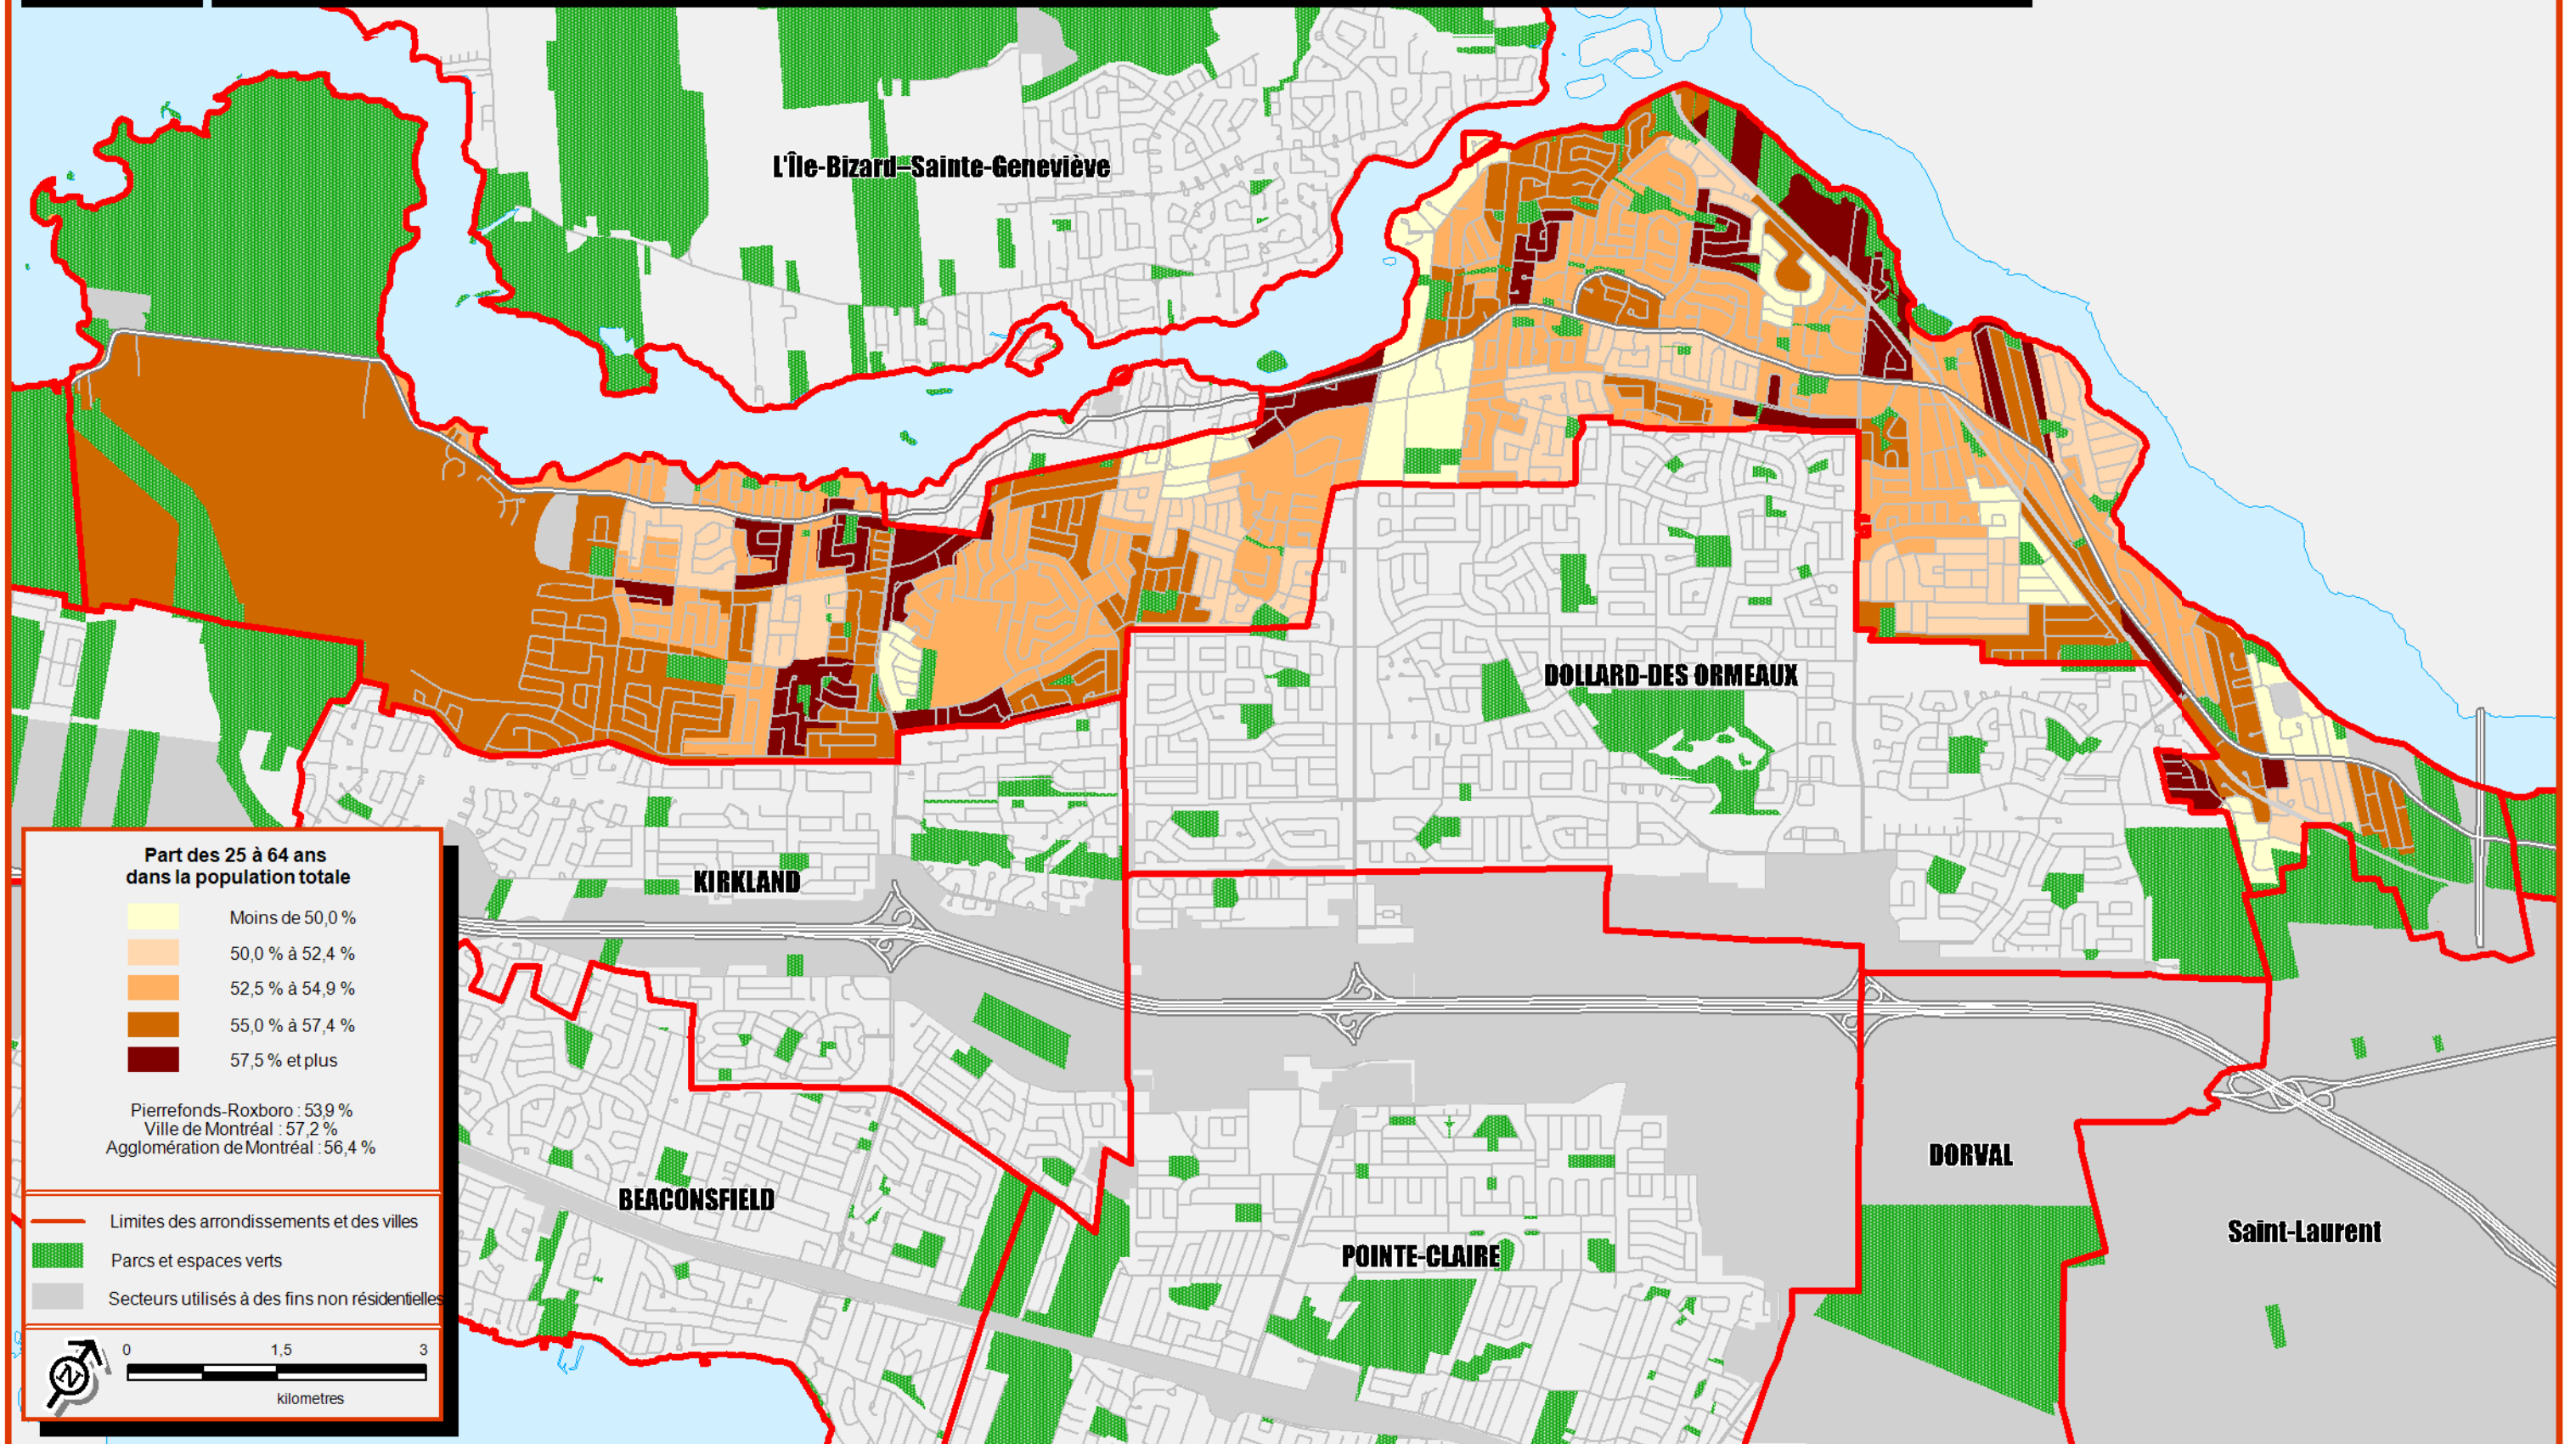 L'Île-Bizard–Sainte-Geneviève
DOLLARD-DES ORMEAUX
KIRKLAND
BEACONSFIELD
POINTE-CLAIRE
DORVAL
Saint-Laurent
Part des 25 à 64 ans
dans la population totale
Moins de 50,0 %
50,0 % à 52,4 %
52,5 % à 54,9 %
55,0 % à 57,4 %
57,5 % et plus
Pierrefonds-Roxboro : 53,9 %
Ville de Montréal : 57,2 %
Agglomération de Montréal : 56,4 %
Limites des arrondissements et des villes
Parcs et espaces verts
Secteurs utilisés à des fins non résidentielles
N
0 1,5 3
kilometres